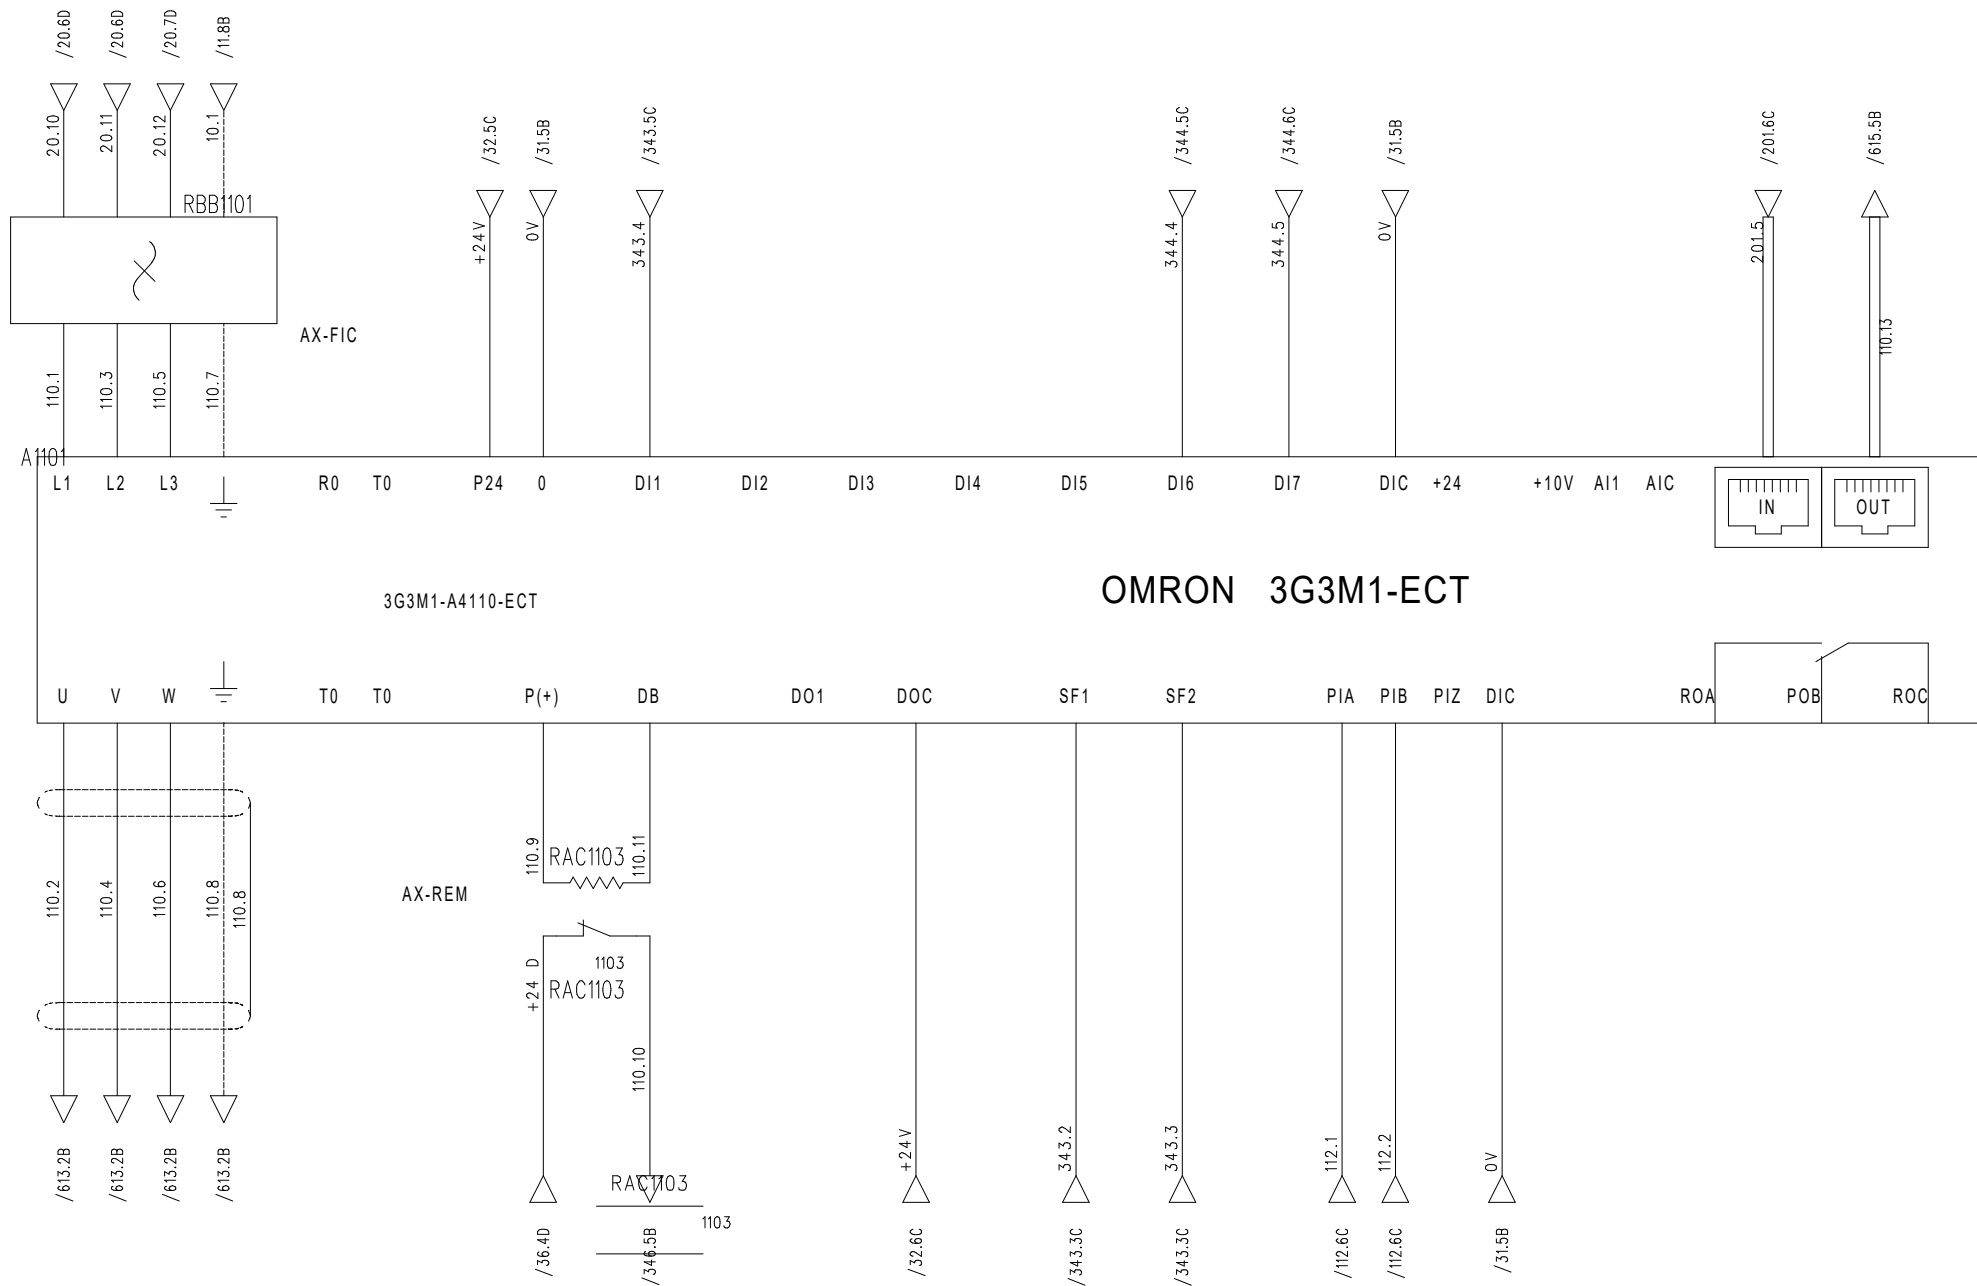 /20.6D /20.6D /20.7D /11.8B
20.10 20.11 20.12 10.1
/32.5C /31.5B /343.5C /344.5C /344.6C /31.5B /201.6C /615.5B
RBB1101
+24V 0V 343.4 344.4 344.5 0V 201.5
110.13
AX-FIC
110.1 110.3 110.5 110.7
A1101
L1 L2 L3 R0 T0 P24 0 DI1 DI2 DI3 DI4 DI5 DI6 DI7 DIC +24 +10V AI1 AIC
IN OUT
3G3M1-A4110-ECT
OMRON 3G3M1-ECT
U V W T0 T0 P(+) DB DO1 DOC SF1 SF2 PIA PIB PIZ DIC ROA POB ROC
110.9 RAC1103 110.11
110.2 110.4 110.6 110.8 110.8
AX-REM
+24 D 1103
RAC1103
110.10
+24V 343.2 343.3 112.1 112.2 0V
/613.2B /613.2B /613.2B /613.2B
RAC1103
1103
/36.4D /346.5B /32.6C /343.3C /343.3C /112.6C /112.6C /31.5B